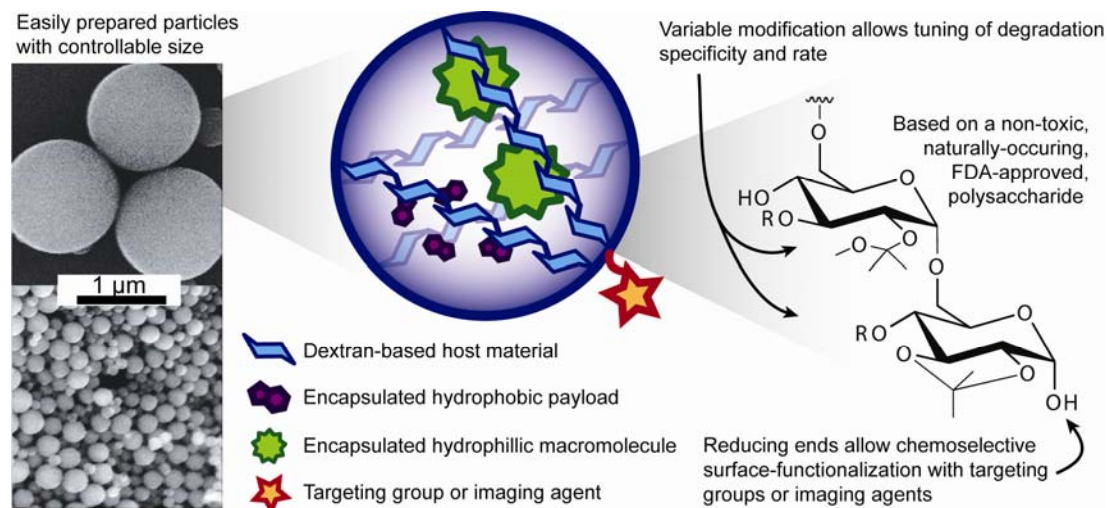 Easily prepared particles
with controllable size
1 µm
Dextran-based host material
Encapsulated hydrophobic payload
Encapsulated hydrophillic macromolecule
Targeting group or imaging agent
Variable modification allows tuning of degradation
specificity and rate
Based on a non-toxic,
naturally-occuring,
FDA-approved,
polysaccharide
O
HO
O
RO
O
O
O
O
RO
O
O
O
OH
Reducing ends allow chemoselective
surface-functionalization with targeting
groups or imaging agents